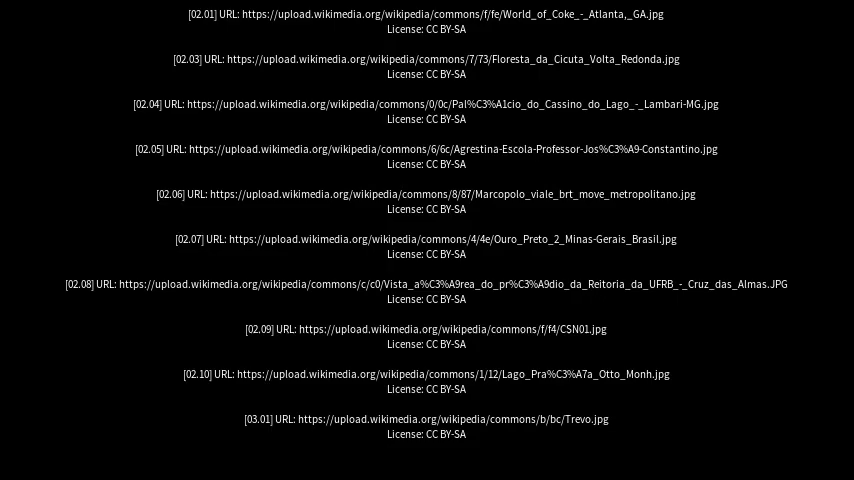 [02.01] URL: https://upload.wikimedia.org/wikipedia/commons/f/fe/World_of_Coke_-_Atlanta,_GA.jpg
License: CC BY-SA
[02.03] URL: https://upload.wikimedia.org/wikipedia/commons/7/73/Floresta_da_Cicuta_Volta_Redonda.jpg
License: CC BY-SA
[02.04] URL: https://upload.wikimedia.org/wikipedia/commons/0/0c/Pal%C3%A1cio_do_Cassino_do_Lago_-_Lambari-MG.jpg
License: CC BY-SA
[02.05] URL: https://upload.wikimedia.org/wikipedia/commons/6/6c/Agrestina-Escola-Professor-Jos%C3%A9-Constantino.jpg
License: CC BY-SA
[02.06] URL: https://upload.wikimedia.org/wikipedia/commons/8/87/Marcopolo_viale_brt_move_metropolitano.jpg
License: CC BY-SA
[02.07] URL: https://upload.wikimedia.org/wikipedia/commons/4/4e/Ouro_Preto_2_Minas-Gerais_Brasil.jpg
License: CC BY-SA
[02.08] URL: https://upload.wikimedia.org/wikipedia/commons/c/c0/Vista_a%C3%A9rea_do_pr%C3%A9dio_da_Reitoria_da_UFRB_-_Cruz_das_Almas.JPG
License: CC BY-SA
[02.09] URL: https://upload.wikimedia.org/wikipedia/commons/f/f4/CSN01.jpg
License: CC BY-SA
[02.10] URL: https://upload.wikimedia.org/wikipedia/commons/1/12/Lago_Pra%C3%A7a_Otto_Monh.jpg
License: CC BY-SA
[03.01] URL: https://upload.wikimedia.org/wikipedia/commons/b/bc/Trevo.jpg
License: CC BY-SA